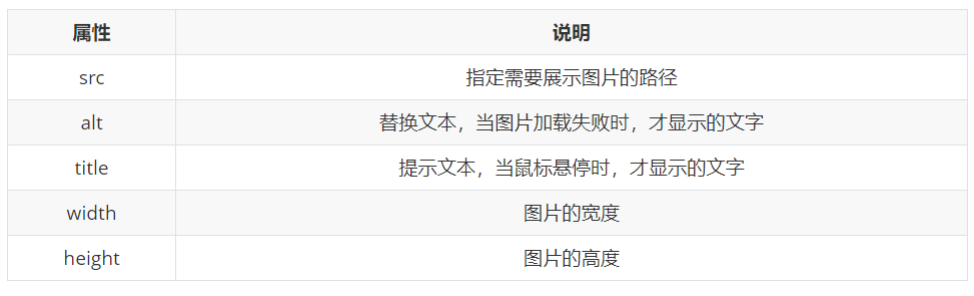 属性 说明
src 指定需要展示图片的路径
alt 替换文本，当图片加载失败时，才显示的文字
title 提示文本，当鼠标悬停时，才显示的文字
width 图片的宽度
height 图片的高度